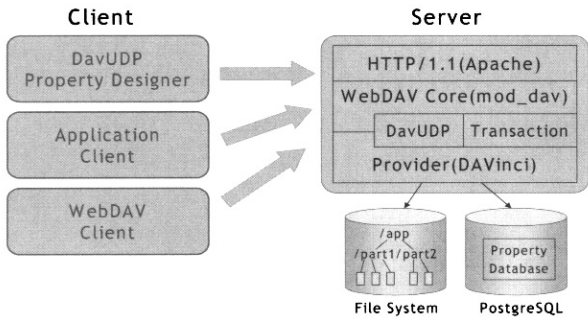 Client
Server
DavUDP
Property Designer
Application
Client
WebDAV
Client
HTTP/1.1(Apache)
WebDAV Core(mod_dav)
DavUDP
Transaction
Provider(DAVinci)
/app
/part1/part2
Property
Database
File System
PostgreSQL